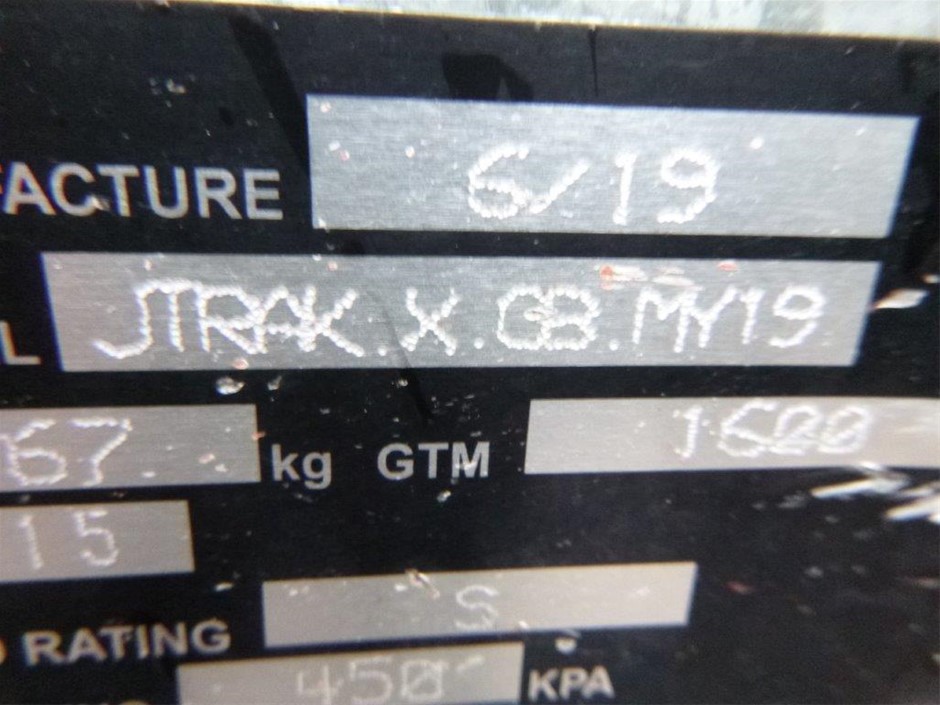 FACTURE 6/19
L JTRAK.X.GB.MY19
67 kg GTM 1600
15
RATING S
450 KPA